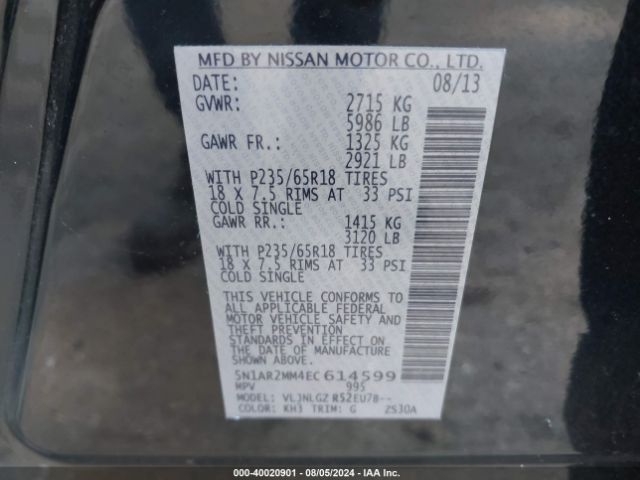 MFD BY NISSAN MOTOR CO., LTD.
DATE: 08/13
GVWR: 2715 KG
5986 LB
GAWR FR.: 1325 KG
2921 LB
WITH P235/65R18 TIRES
18 X 7.5 RIMS AT 33 PSI
COLD SINGLE
GAWR RR.: 1415 KG
3120 LB
WITH P235/65R18 TIRES
18 X 7.5 RIMS AT 33 PSI
COLD SINGLE
THIS VEHICLE CONFORMS TO
ALL APPLICABLE FEDERAL
MOTOR VEHICLE SAFETY AND
THEFT PREVENTION
STANDARDS IN EFFECT ON
THE DATE OF MANUFACTURE
SHOWN ABOVE.
5N1AR2MM4EC614599
MPV 995
MODEL: VLJNLGZ R52EU7B--
COLOR: KH3 TRIM: G 2530A
000-40020901 - 08/05/2024 - IAA Inc.